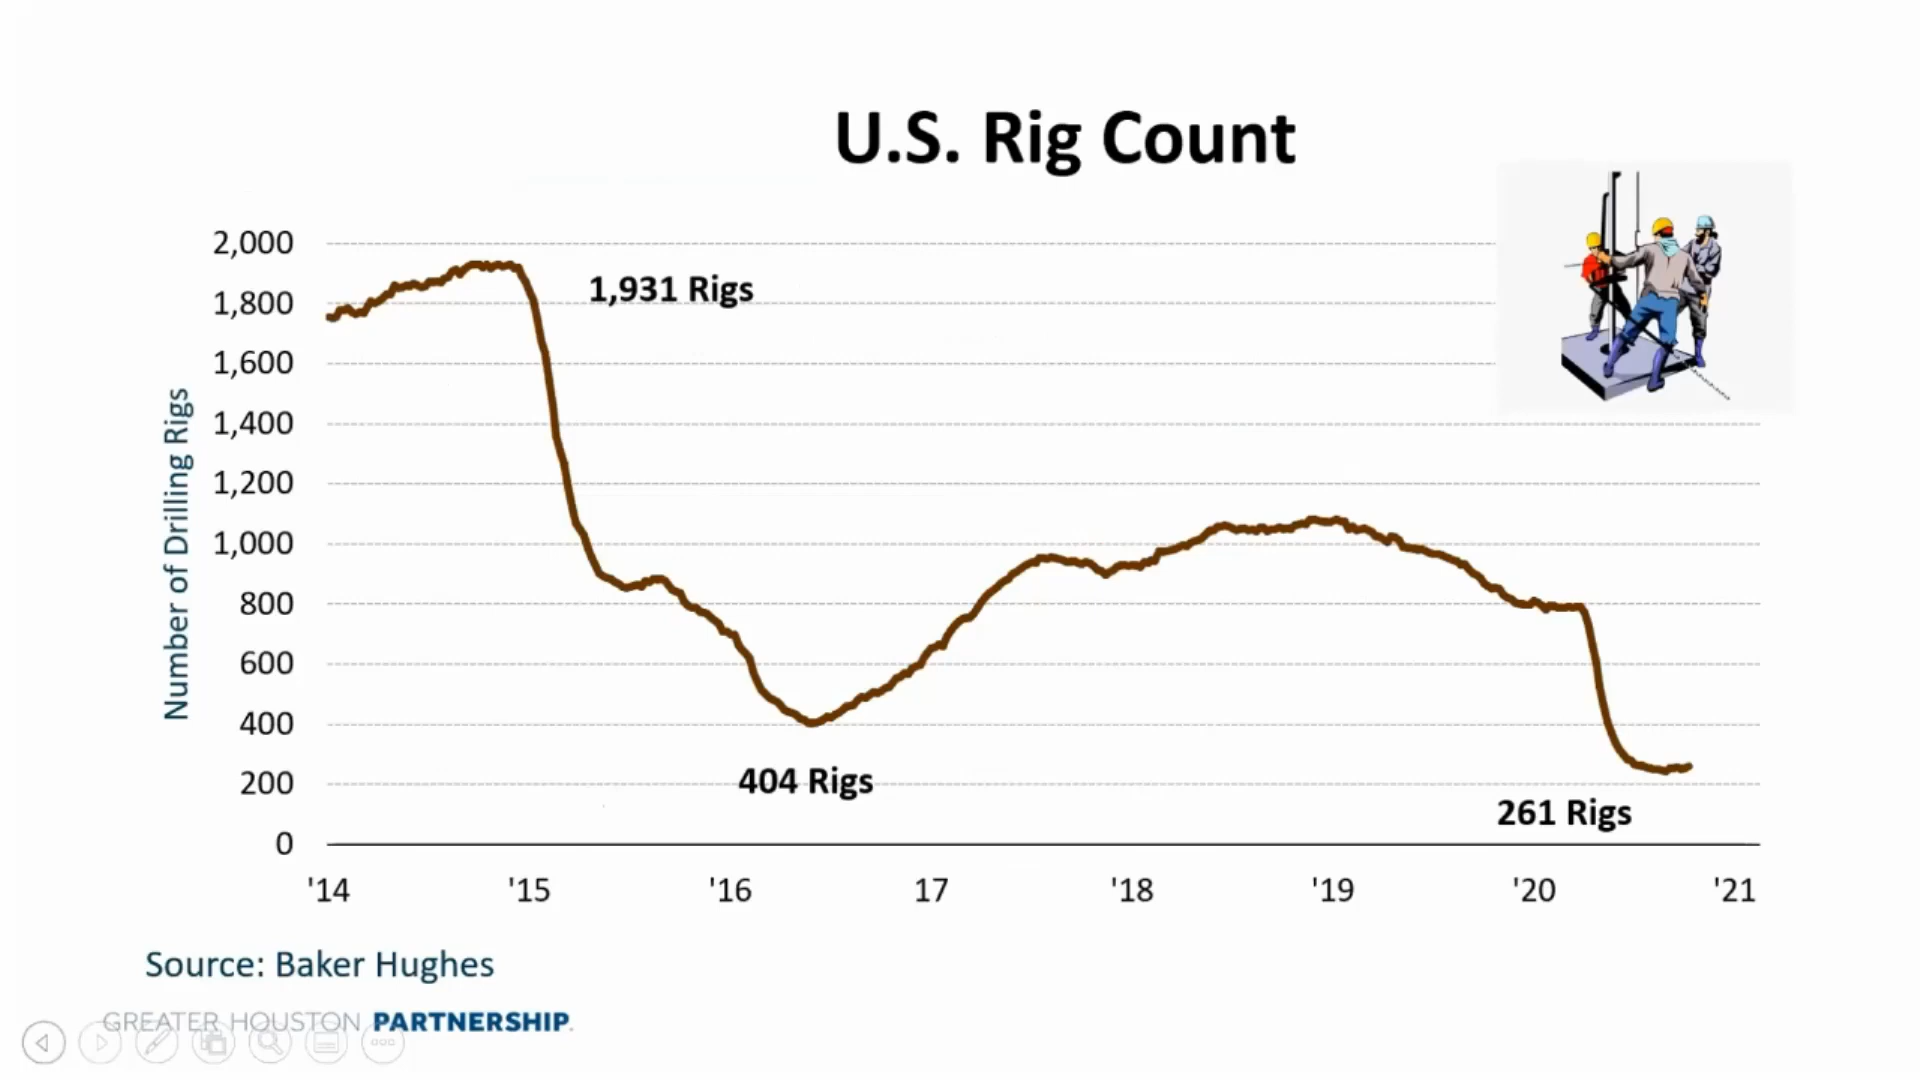 U.S. Rig Count
2,000
1,800
1,600
1,400
1,200
1,000
800
600
400
200
0
Number of Drilling Rigs
1,931 Rigs
404 Rigs
261 Rigs
'14 '15 '16 17 '18 '19 '20 '21
Source: Baker Hughes
GREATER HOUSTON PARTNERSHIP.